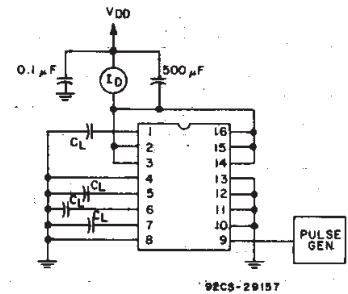 VDD
0.1 µF
ID
500 µF
CL
1
2
3
4
CL
5
CL
6
CL
7
8
16
15
14
13
12
11
10
9
PULSE
GEN.
92CS-29157